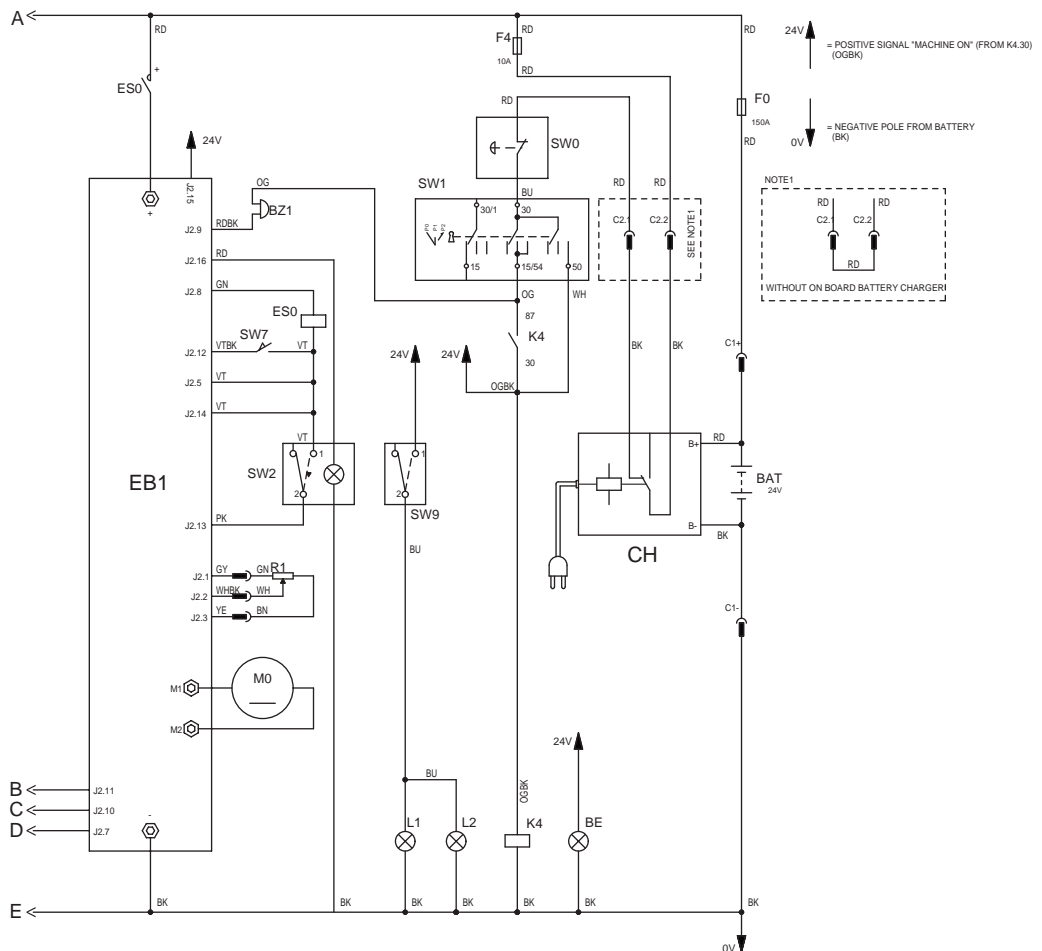 A
RD
RD
RD
24V
= POSITIVE SIGNAL "MACHINE ON" (FROM K4.30)
(OGBK)
F4
10A
RD
RD
+
ES0
F0
150A
RD
= NEGATIVE POLE FROM BATTERY
(BK)
0V
24V
SW0
NOTE1
RD
RD
C2.1
C2.2
RD
WITHOUT ON BOARD BATTERY CHARGER
J2.15
+
OG
BZ1
RDBK
J2.9
SW1
BU
30/1
30
P0
P1
P2
15
15/54
50
RD
RD
C2.1
C2.2
SEE NOTE1
RD
J2.16
GN
J2.8
ES0
OG
WH
87
K4
30
SW7
VTBK
VT
J2.12
24V
24V
BK
BK
C1+
VT
J2.5
OGBK
VT
J2.14
VT
1
2
SW2
1
2
SW9
EB1
B+
RD
BAT
24V
B-
BK
CH
PK
J2.13
BU
J2.1
GY
GN
R1
J2.2
WHBK
WH
J2.3
YE
BN
C1-
M0
M1
M2
24V
BU
OGBK
B
J2.11
C
J2.10
D
J2.7
-
L1
L2
K4
BE
E
BK
BK
BK
BK
BK
BK
BK
0V